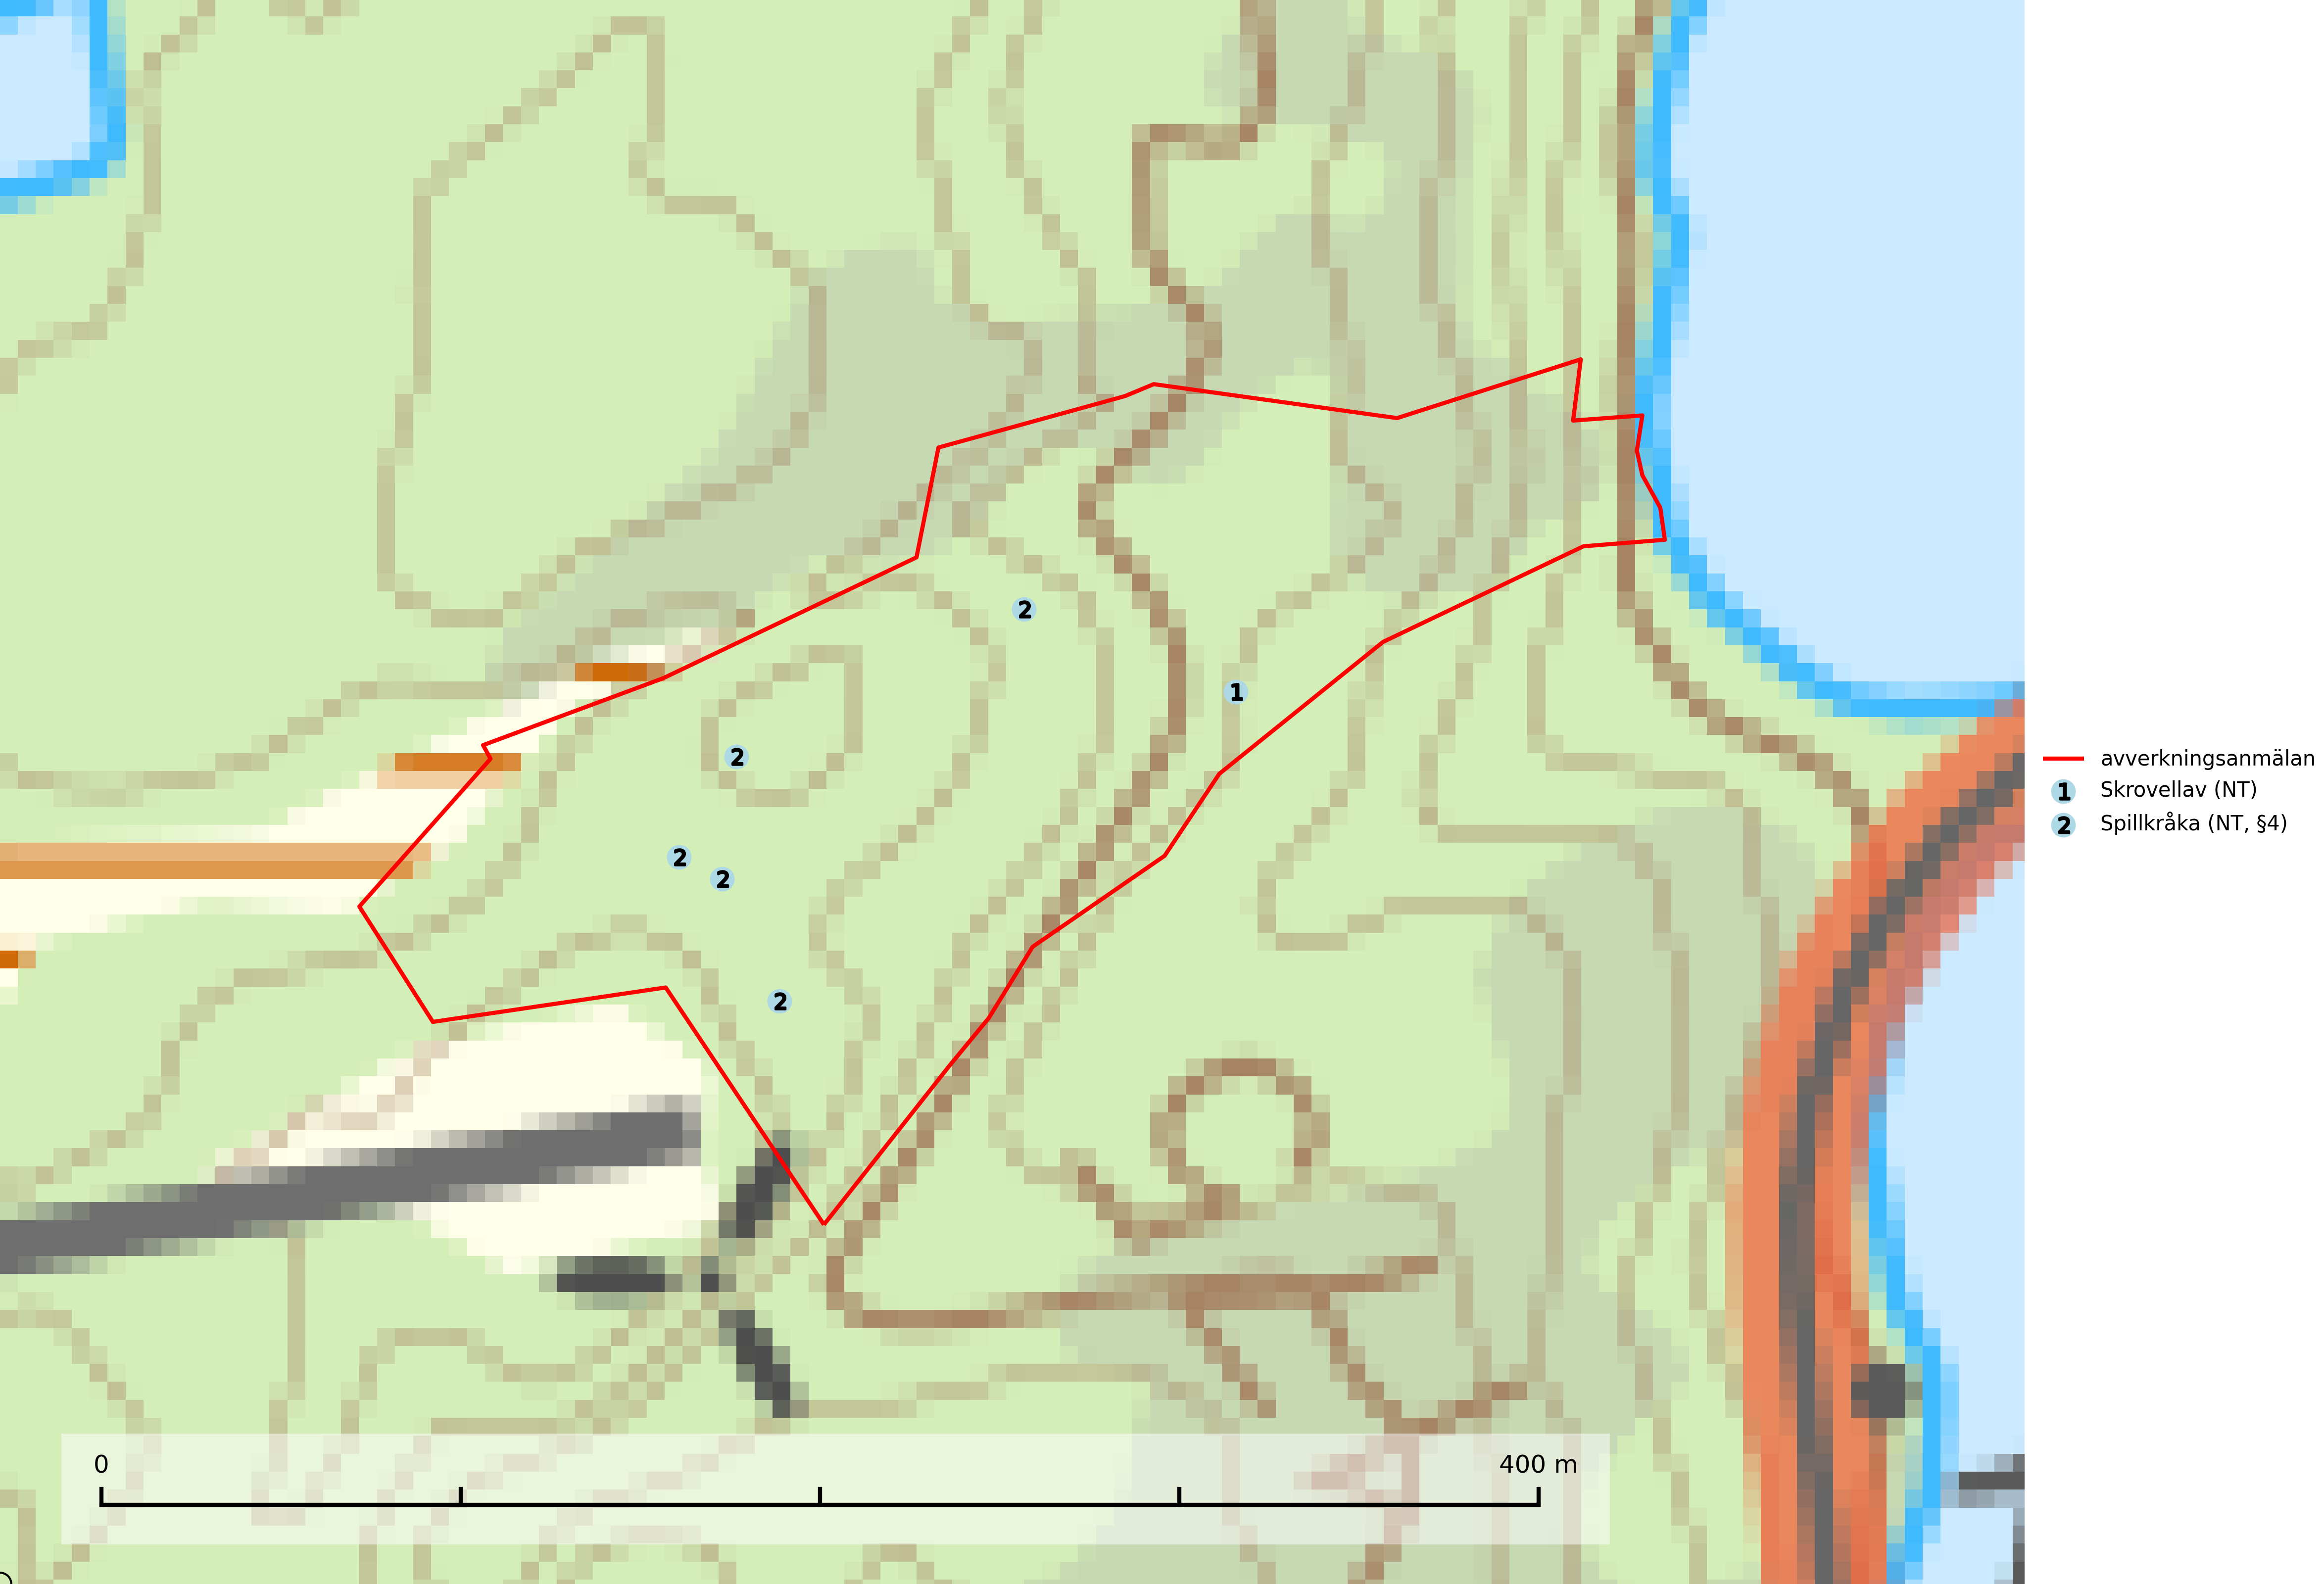 2
1
2
2
2
2
avverkningsanmälan
1 Skrovellav (NT)
2 Spillkråka (NT, §4)
0 400 m